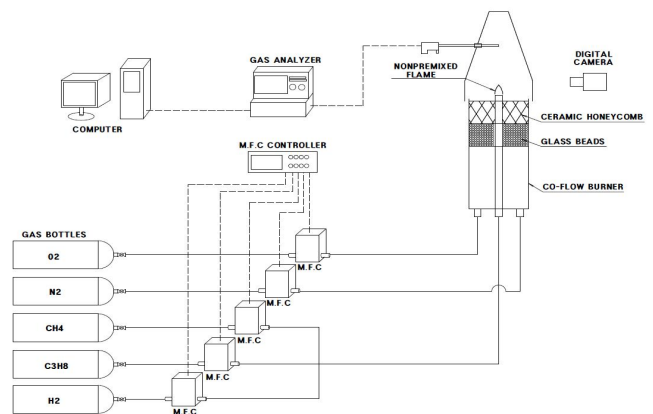 DIGITAL
CAMERA
GAS ANALYZER
NONPREMIXED
FLAME
COMPUTER
CERAMIC HONEYCOMB
GLASS BEADS
M.F.C CONTROLLER
CO-FLOW BURNER
GAS BOTTLES
O2
M.F.C
N2
M.F.C
CH4
M.F.C
C3H8
M.F.C
H2
M.F.C